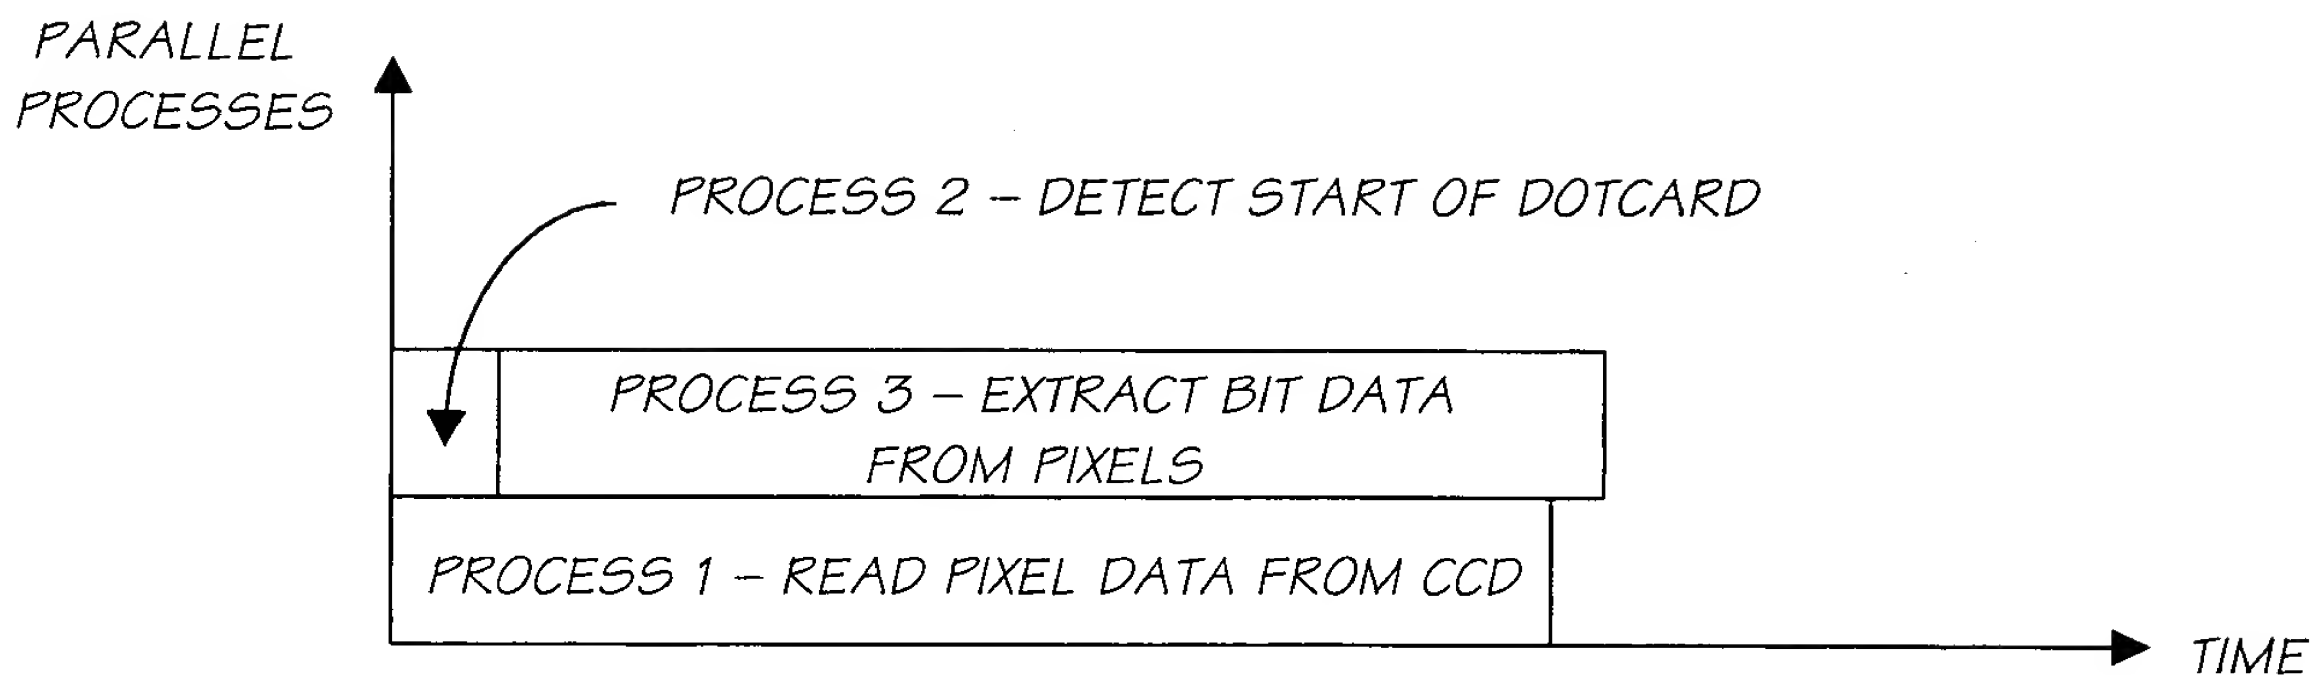 PARALLEL
PROCESSES
PROCESS 2 – DETECT START OF DOTCARD
PROCESS 3 – EXTRACT BIT DATA
FROM PIXELS
PROCESS 1 – READ PIXEL DATA FROM CCD
TIME